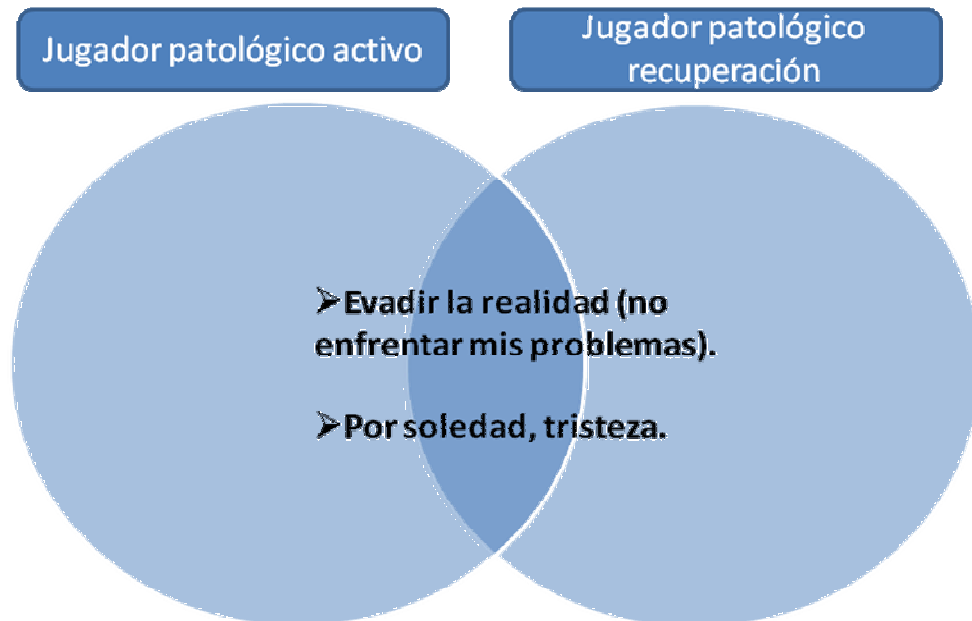 Jugador patológico activo
Jugador patológico
recuperación
➢Evadir la realidad (no
enfrentar mis problemas).
➢Por soledad, tristeza.